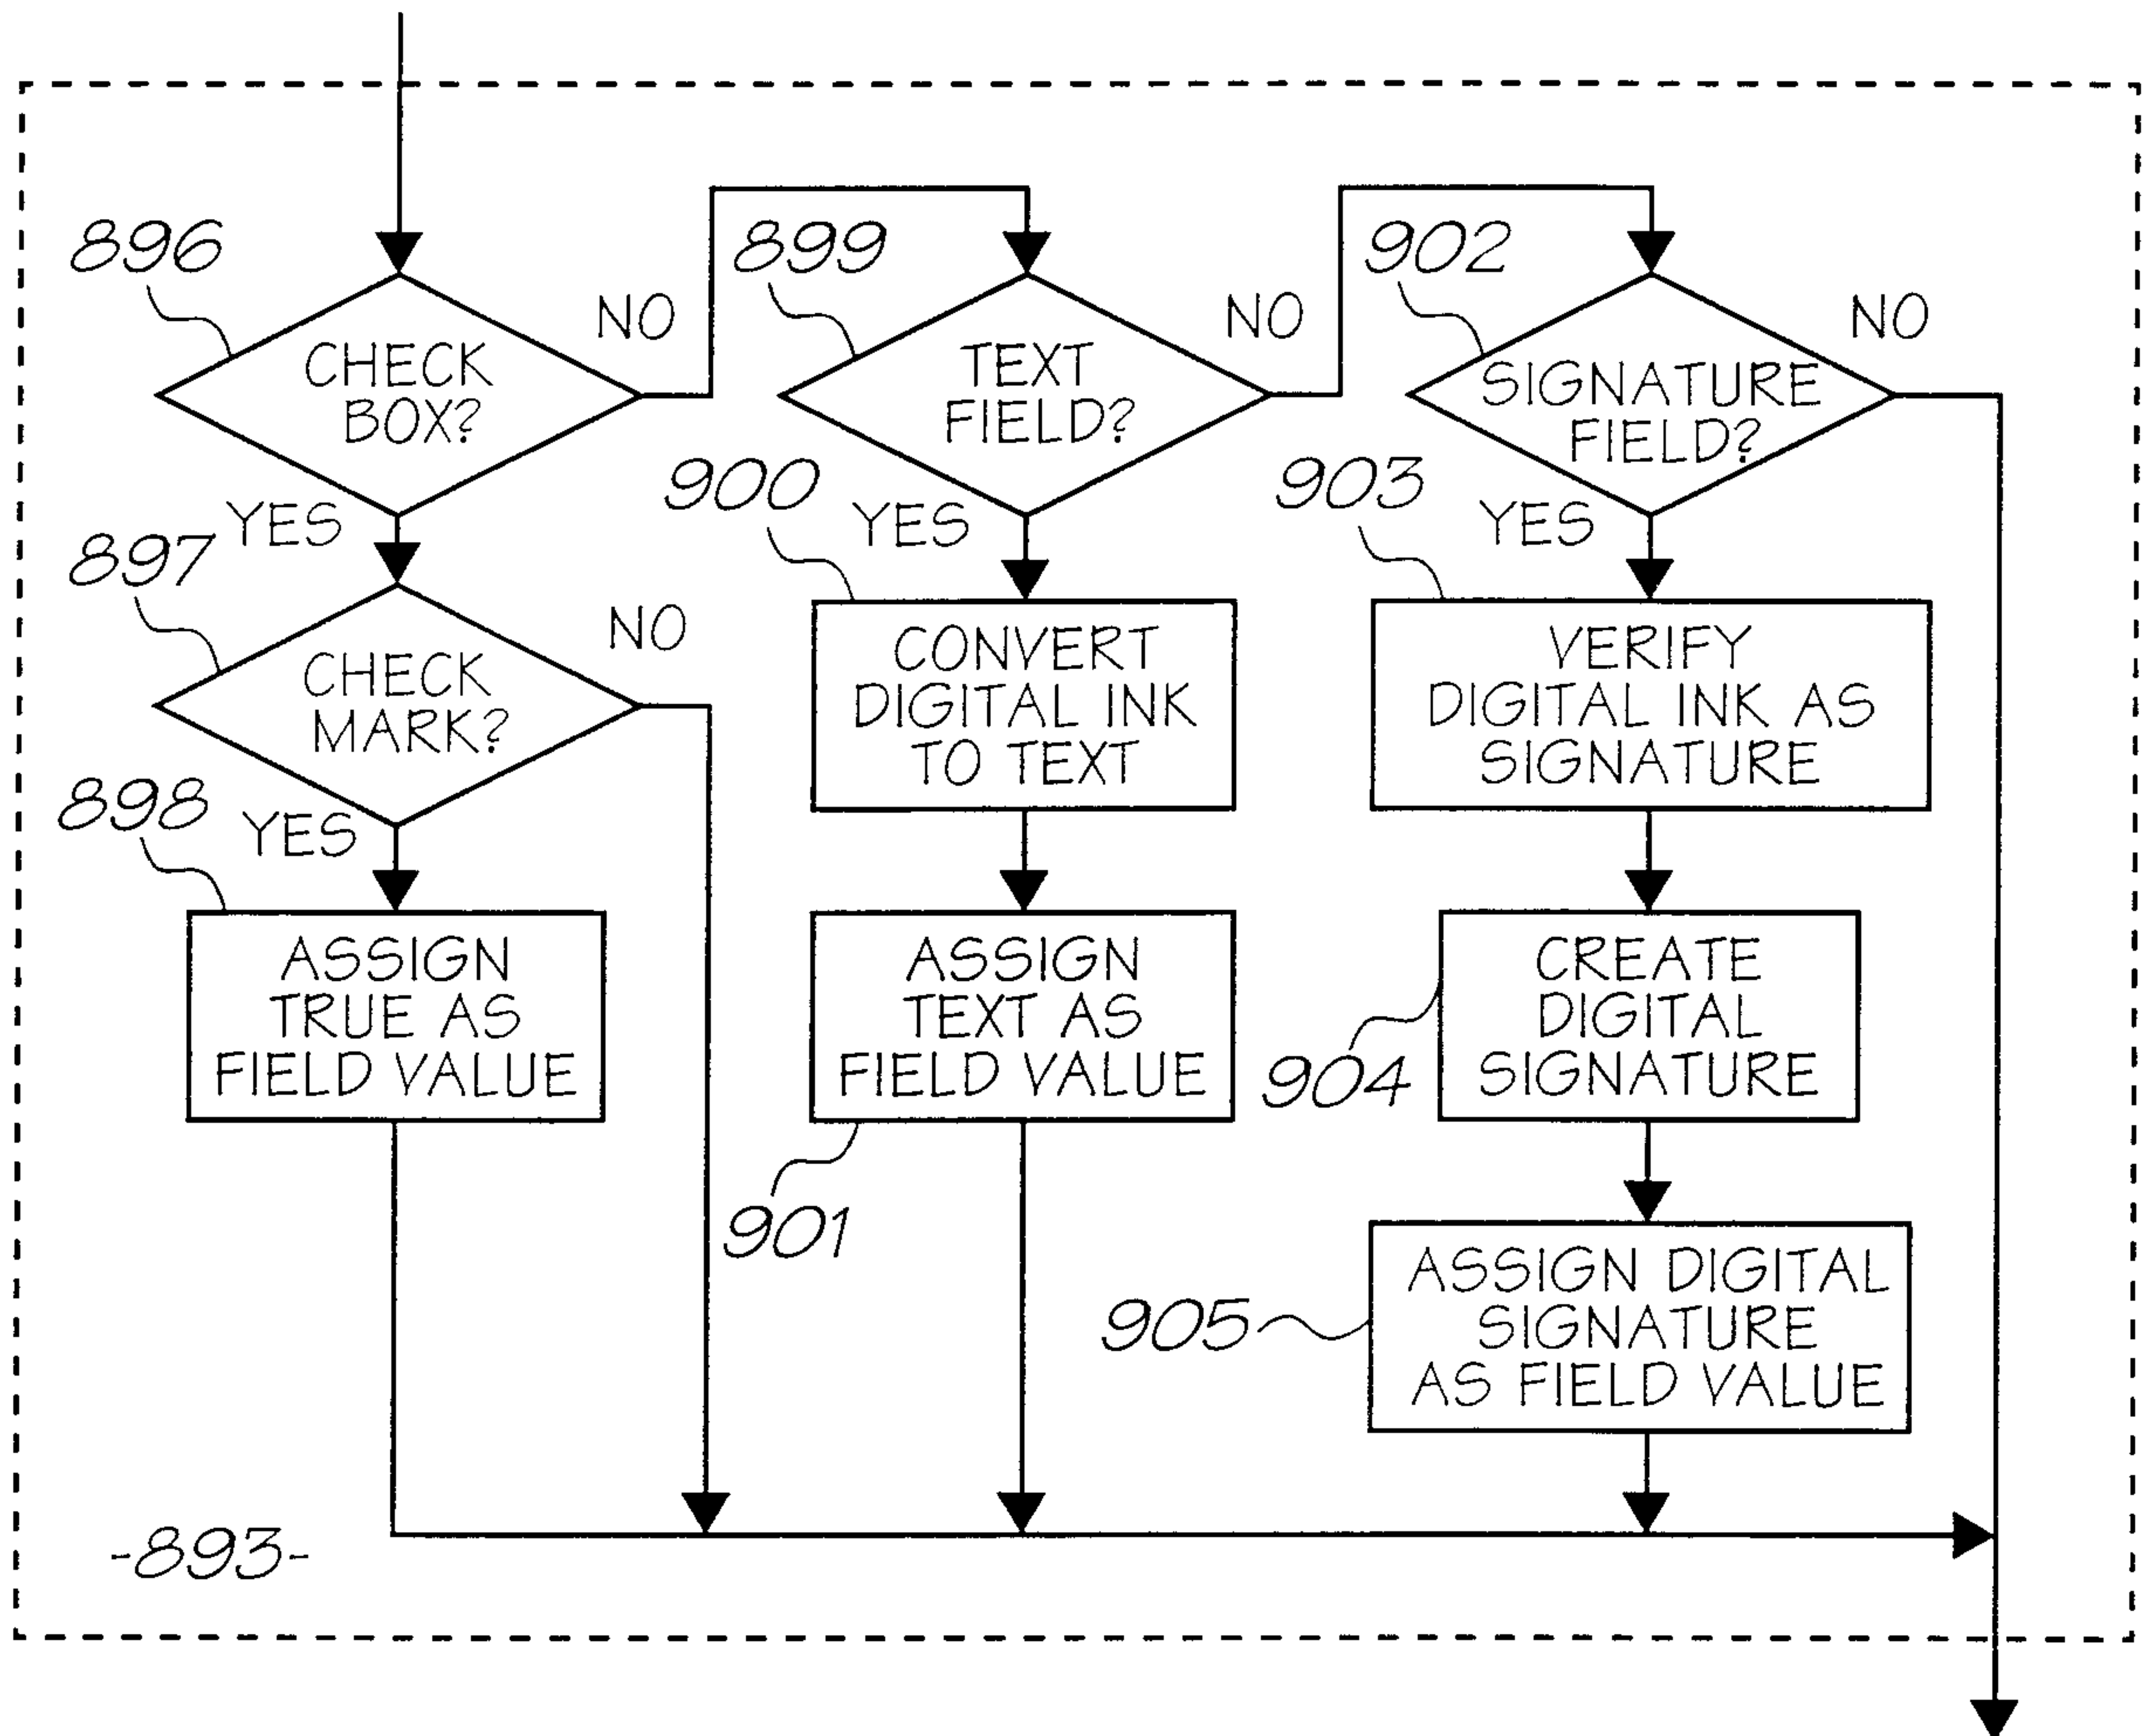 896
CHECK
BOX?
NO
YES
897
CHECK
MARK?
NO
YES
898
ASSIGN
TRUE AS
FIELD VALUE
899
TEXT
FIELD?
NO
YES
900
CONVERT
DIGITAL INK
TO TEXT
ASSIGN
TEXT AS
FIELD VALUE
901
902
SIGNATURE
FIELD?
NO
YES
903
VERIFY
DIGITAL INK AS
SIGNATURE
CREATE
DIGITAL
SIGNATURE
904
ASSIGN DIGITAL
SIGNATURE
AS FIELD VALUE
905
-893-